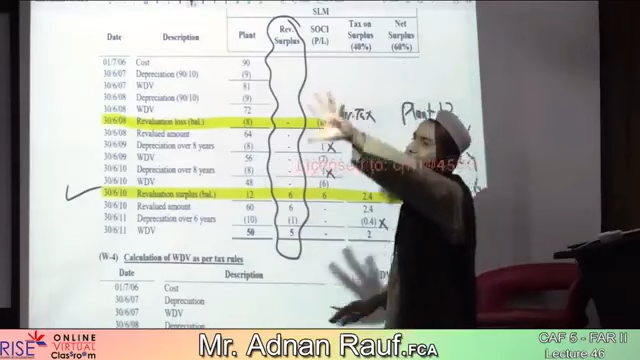 SLM
Date Description Plant Rev. Surplus SOCI (P/L) Tax on Surplus (40%) Net Surplus (60%)
01/7/06 Cost 90
30/6/07 Depreciation (90/10) (9)
30/6/07 WDV 81
30/6/08 Depreciation (90/10) (9)
30/6/08 WDV 72
30/6/08 Revaluation loss (bal.) (8) -
30/6/08 Revalued amount 64
30/6/09 Depreciation over 8 years (8) -
30/6/09 WDV 56 -
30/6/10 Depreciation over 8 years (8) -
30/6/10 WDV 48 - (6)
30/6/10 Revaluation surplus (bal.) 12 6 6 2.4
30/6/10 Revalued amount 60 6 - 2.4
30/6/11 Depreciation over 6 years (10) (1) - (0.4) x
30/6/11 WDV 50 5 - 2
Plant
Licensed to:
(W-4) Calculation of WDV as per tax rules
Date Description
01/7/06 Cost
30/6/07 Depreciation
30/6/07 WDV
30/6/08 Depreciation
RISE ONLINE VIRTUAL Classroom
Mr. Adnan Rauf.FCA
CAF 5 - FAR II
Lecture-46